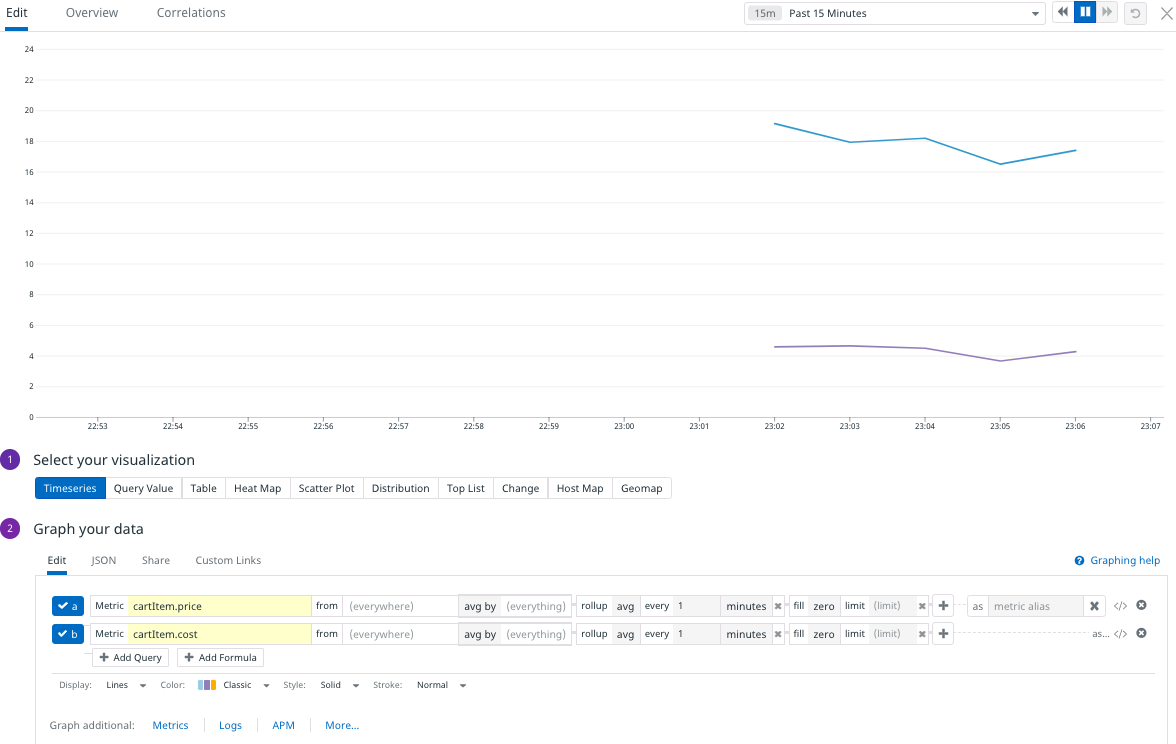 Edit Overview Correlations 15m Past 15 Minutes
24
22
20
18
16
14
12
10
8
6
4
2
0
22:53 22:54 22:55 22:56 22:57 22:58 22:59 23:00 23:01 23:02 23:03 23:04 23:05 23:06 23:07
1 Select your visualization
Timeseries Query Value Table Heat Map Scatter Plot Distribution Top List Change Host Map Geomap
2 Graph your data
Edit JSON Share Custom Links ? Graphing help
a Metric cartItem.price from (everywhere) avg by (everything) rollup avg every 1 minutes fill zero limit (limit) as metric alias </>
b Metric cartItem.cost from (everywhere) avg by (everything) rollup avg every 1 minutes fill zero limit (limit) as... </>
+ Add Query + Add Formula
Display: Lines Color: Classic Style: Solid Stroke: Normal
Graph additional: Metrics Logs APM More...